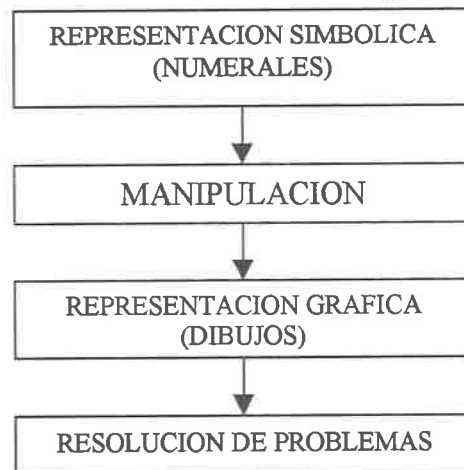 REPRESENTACION SIMBOLICA
(NUMERALES)
MANIPULACION
REPRESENTACION GRAFICA
(DIBUJOS)
RESOLUCION DE PROBLEMAS